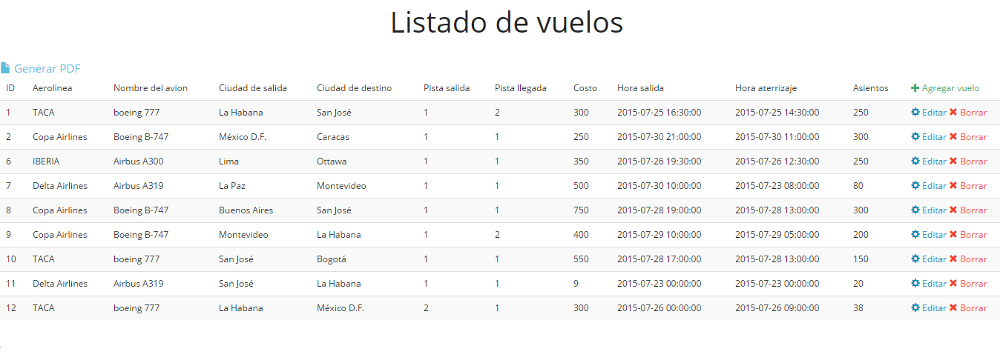 Listado de vuelos
Generar PDF
ID Aerolinea Nombre del avion Ciudad de salida Ciudad de destino Pista salida Pista llegada Costo Hora salida Hora aterrizaje Asientos Agregar vuelo
1 TACA boeing 777 La Habana San José 1 2 300 2015-07-25 16:30:00 2015-07-25 14:30:00 250 Editar Borrar
2 Copa Airlines Boeing B-747 México D.F. Caracas 1 1 250 2015-07-30 21:00:00 2015-07-30 11:00:00 300 Editar Borrar
6 IBERIA Airbus A300 Lima Ottawa 1 1 350 2015-07-26 19:30:00 2015-07-26 12:30:00 250 Editar Borrar
7 Delta Airlines Airbus A319 La Paz Montevideo 1 1 500 2015-07-30 10:00:00 2015-07-23 08:00:00 80 Editar Borrar
8 Copa Airlines Boeing B-747 Buenos Aires San José 1 1 750 2015-07-28 19:00:00 2015-07-28 13:00:00 300 Editar Borrar
9 Copa Airlines Boeing B-747 Montevideo La Habana 1 2 400 2015-07-29 10:00:00 2015-07-29 05:00:00 200 Editar Borrar
10 TACA boeing 777 San José Bogotá 1 1 550 2015-07-28 17:00:00 2015-07-28 13:00:00 150 Editar Borrar
11 Delta Airlines Airbus A319 San José La Habana 1 1 9 2015-07-23 00:00:00 2015-07-23 00:00:00 20 Editar Borrar
12 TACA boeing 777 La Habana México D.F. 2 1 300 2015-07-26 00:00:00 2015-07-26 09:00:00 38 Editar Borrar